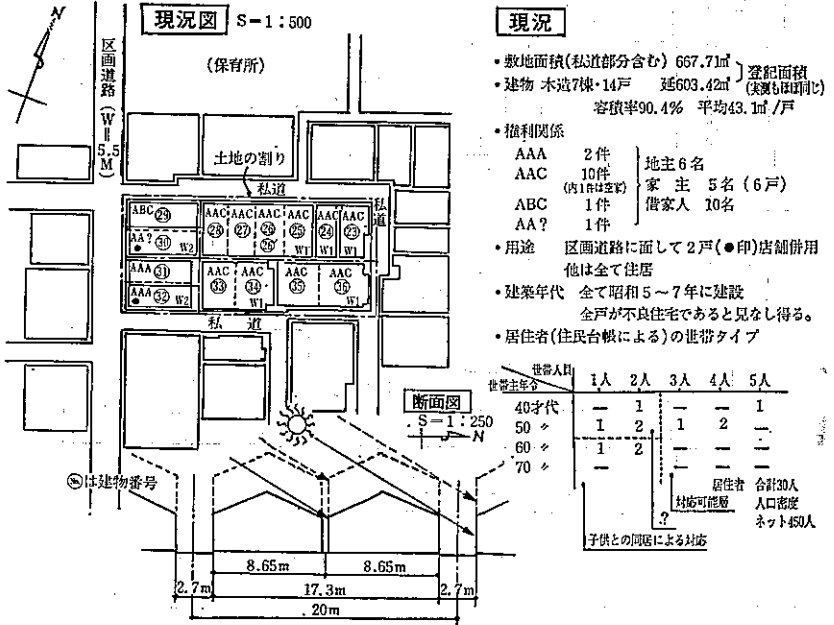 現況図 S=1:500
N
区画道路(W=5.5M)
(保育所)
土地の割り
私道
私道
ABC㉙
AA?㉚
● W2
AAA㉛
AAA㉜
● W2
AAC AAC AAC AAC AAC AAC
㉘ ㉗ ㉖ ㉕ ㉔ ㉓
㉖'
W1 W1 W1
AAC AAC AAC AAC
㉝ ㉞ ㉟ ㊱
W1 W1
私道
断面図
S=1:250
N
㊵は建物番号
8.65m 8.65m
2.7m 17.3m 2.7m
20m
現況
・敷地面積(私道部分含む) 667.71㎡
・建物 木造7棟・14戸 延603.42㎡
登記面積
(実測もほぼ同じ)
容積率90.4% 平均43.1㎡/戸
・権利関係
AAA 2件
AAC 10件
(内1件は空家)
ABC 1件
AA? 1件
地主6名
家主 5名(6戸)
借家人 10名
・用途 区画道路に面して2戸(●印)店舗併用
他は全て住居
・建築年代 全て昭和5~7年に建設
全戸が不良住宅であると見なし得る。
・居住者(住民台帳による)の世帯タイプ
世帯人員
世帯主年令
1人 2人 3人 4人 5人
40才代 — 1 — — 1
50 〃 1 2 1 2 —
60 〃 1 2 — — —
70 〃 — — — — —
居住者 合計30人
対応可能層 人口密度
? ネット450人
子供との同居による対応